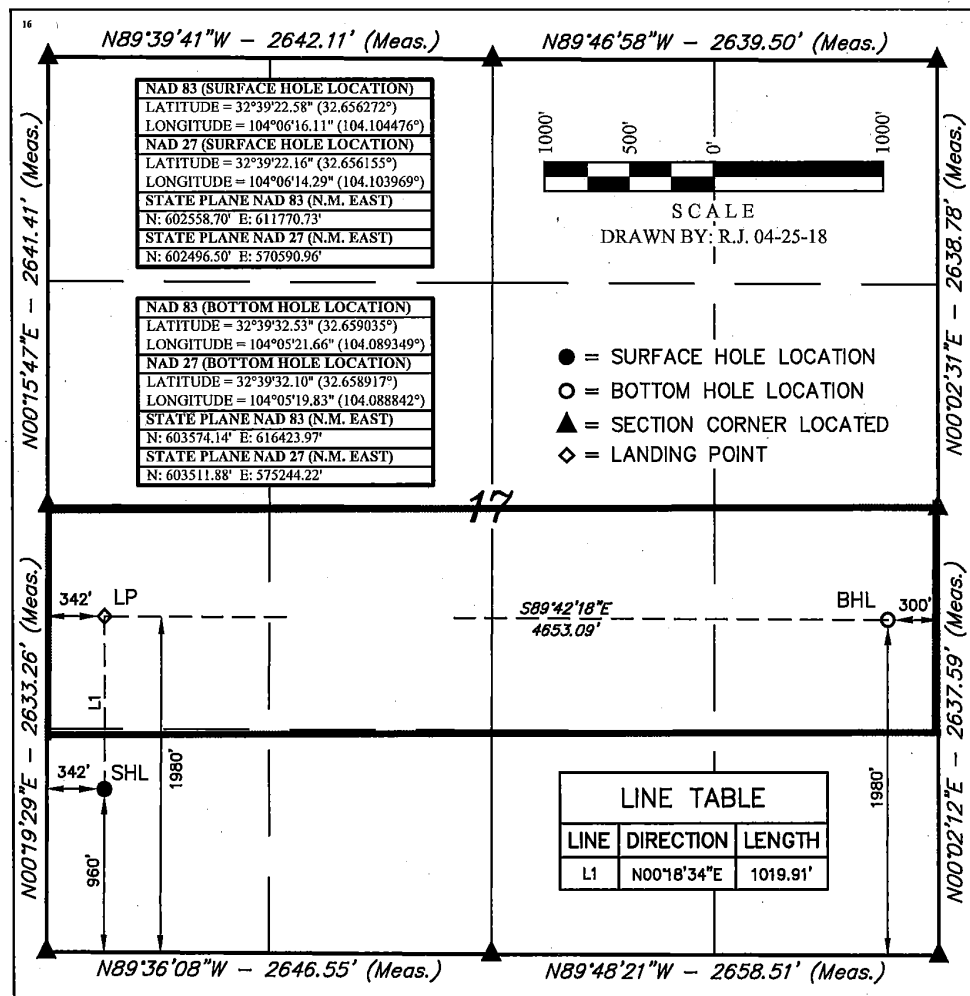 16
N89°39'41"W - 2642.11' (Meas.)
N89°46'58"W - 2639.50' (Meas.)
NAD 83 (SURFACE HOLE LOCATION)
LATITUDE = 32°39'22.58" (32.656272°)
LONGITUDE = 104°06'16.11" (104.104476°)
NAD 27 (SURFACE HOLE LOCATION)
LATITUDE = 32°39'22.16" (32.656155°)
LONGITUDE = 104°06'14.29" (104.103969°)
STATE PLANE NAD 83 (N.M. EAST)
N: 602558.70' E: 611770.73'
STATE PLANE NAD 27 (N.M. EAST)
N: 602496.50' E: 570590.96'
1000'
500'
0'
1000'
SCALE
DRAWN BY: R.J. 04-25-18
N00°15'47"E - 2641.41' (Meas.)
N00°02'31"E - 2638.78' (Meas.)
NAD 83 (BOTTOM HOLE LOCATION)
LATITUDE = 32°39'32.53" (32.659035°)
LONGITUDE = 104°05'21.66" (104.089349°)
NAD 27 (BOTTOM HOLE LOCATION)
LATITUDE = 32°39'32.10" (32.658917°)
LONGITUDE = 104°05'19.83" (104.088842°)
STATE PLANE NAD 83 (N.M. EAST)
N: 603574.14' E: 616423.97'
STATE PLANE NAD 27 (N.M. EAST)
N: 603511.88' E: 575244.22'
= SURFACE HOLE LOCATION
= BOTTOM HOLE LOCATION
= SECTION CORNER LOCATED
= LANDING POINT
17
342'
LP
S89°42'18"E
4653.09'
BHL
300'
L1
N00°19'29"E - 2633.26' (Meas.)
N00°02'12"E - 2637.59' (Meas.)
342'
SHL
1980'
960'
1980'
LINE TABLE
LINE DIRECTION LENGTH
L1 N00°18'34"E 1019.91'
N89°36'08"W - 2646.55' (Meas.)
N89°48'21"W - 2658.51' (Meas.)